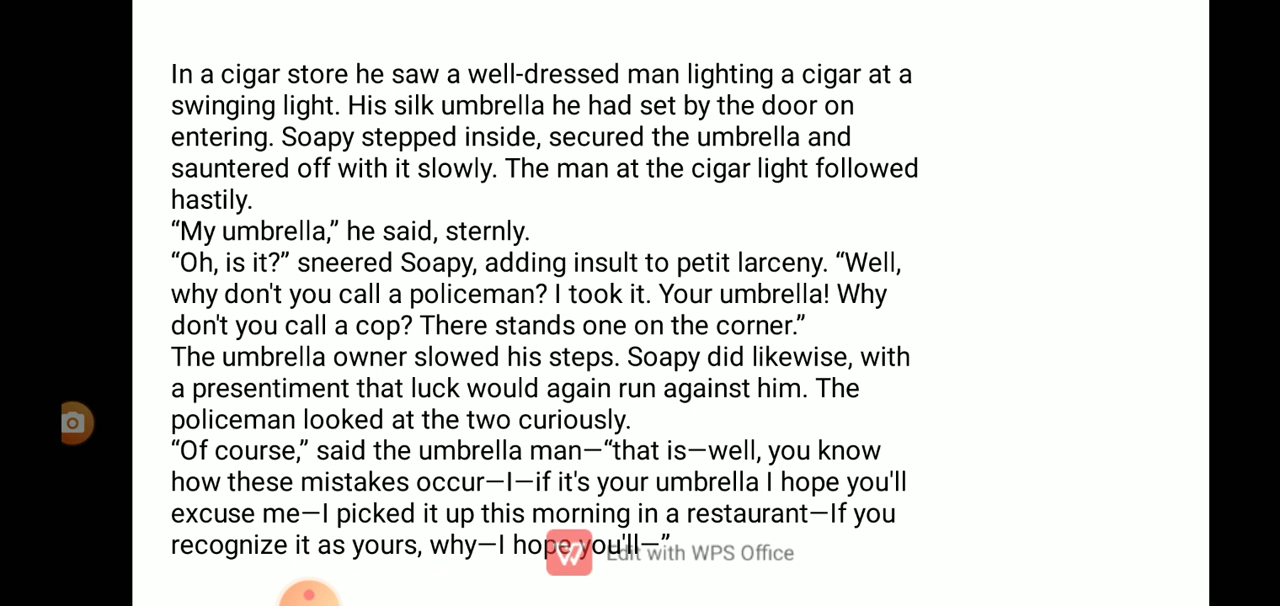 In a cigar store he saw a well-dressed man lighting a cigar at a
swinging light. His silk umbrella he had set by the door on
entering. Soapy stepped inside, secured the umbrella and
sauntered off with it slowly. The man at the cigar light followed
hastily.
“My umbrella,” he said, sternly.
“Oh, is it?” sneered Soapy, adding insult to petit larceny. “Well,
why don't you call a policeman? I took it. Your umbrella! Why
don't you call a cop? There stands one on the corner.”
The umbrella owner slowed his steps. Soapy did likewise, with
a presentiment that luck would again run against him. The
policeman looked at the two curiously.
“Of course,” said the umbrella man—“that is—well, you know
how these mistakes occur—I—if it's your umbrella I hope you'll
excuse me—I picked it up this morning in a restaurant—If you
recognize it as yours, why—I hope you'll—”
Edit with WPS Office